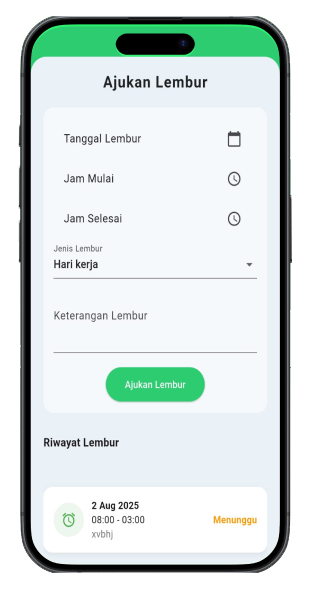 Ajukan Lembur
Tanggal Lembur
Jam Mulai
Jam Selesai
Jenis Lembur
Hari kerja
Keterangan Lembur
Ajukan Lembur
Riwayat Lembur
2 Aug 2025
08:00 - 03:00 Menunggu
xvbhj